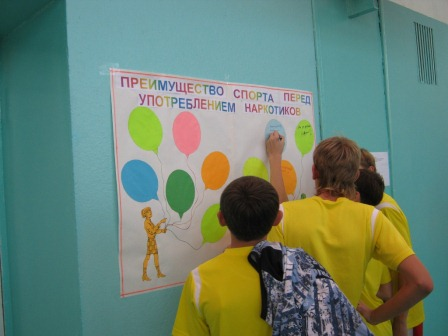 ПРЕИМУЩЕСТВО СПОРТА ПЕРЕД
УПОТРЕБЛЕНИЕМ НАРКОТИКОВ